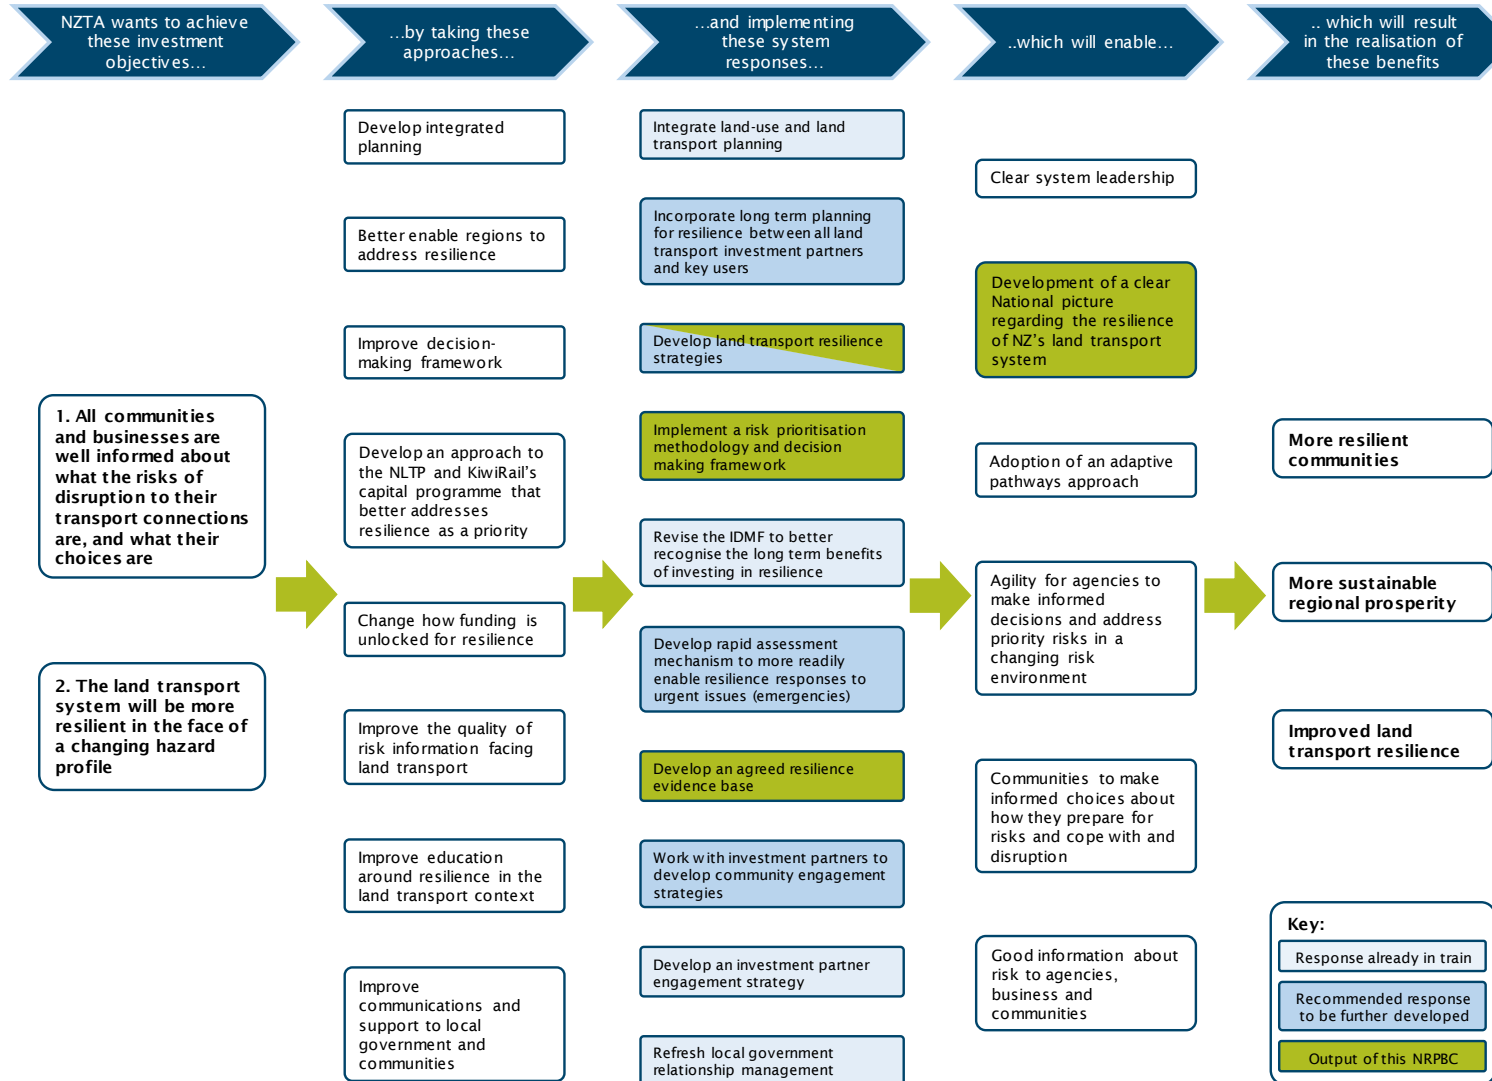 NZTA wants to achieve
these investment
objectives...
...by taking these
approaches...
...and implementing
these system
responses...
..which will enable...
.. which will result
in the realisation of
these benefits
1. All communities
and businesses are
well informed about
what the risks of
disruption to their
transport connections
are, and what their
choices are
2. The land transport
system will be more
resilient in the face of
a changing hazard
profile
Develop integrated
planning
Better enable regions to
address resilience
Improve decision-
making framework
Develop an approach to
the NLTP and KiwiRail's
capital programme that
better addresses
resilience as a priority
Change how funding is
unlocked for resilience
Improve the quality of
risk information facing
land transport
Improve education
around resilience in the
land transport context
Improve
communications and
support to local
government and
communities
Integrate land-use and land
transport planning
Incorporate long term planning
for resilience between all land
transport investment partners
and key users
Develop land transport resilience
strategies
Implement a risk prioritisation
methodology and decision
making framework
Revise the IDMF to better
recognise the long term benefits
of investing in resilience
Develop rapid assessment
mechanism to more readily
enable resilience responses to
urgent issues (emergencies)
Develop an agreed resilience
evidence base
Work with investment partners to
develop community engagement
strategies
Develop an investment partner
engagement strategy
Refresh local government
relationship management
Clear system leadership
Development of a clear
National picture
regarding the resilience
of NZ's land transport
system
Adoption of an adaptive
pathways approach
Agility for agencies to
make informed
decisions and address
priority risks in a
changing risk
environment
Communities to make
informed choices about
how they prepare for
risks and cope with and
disruption
Good information about
risk to agencies,
business and
communities
More resilient
communities
More sustainable
regional prosperity
Improved land
transport resilience
Key:
Response already in train
Recommended response
to be further developed
Output of this NRPBC